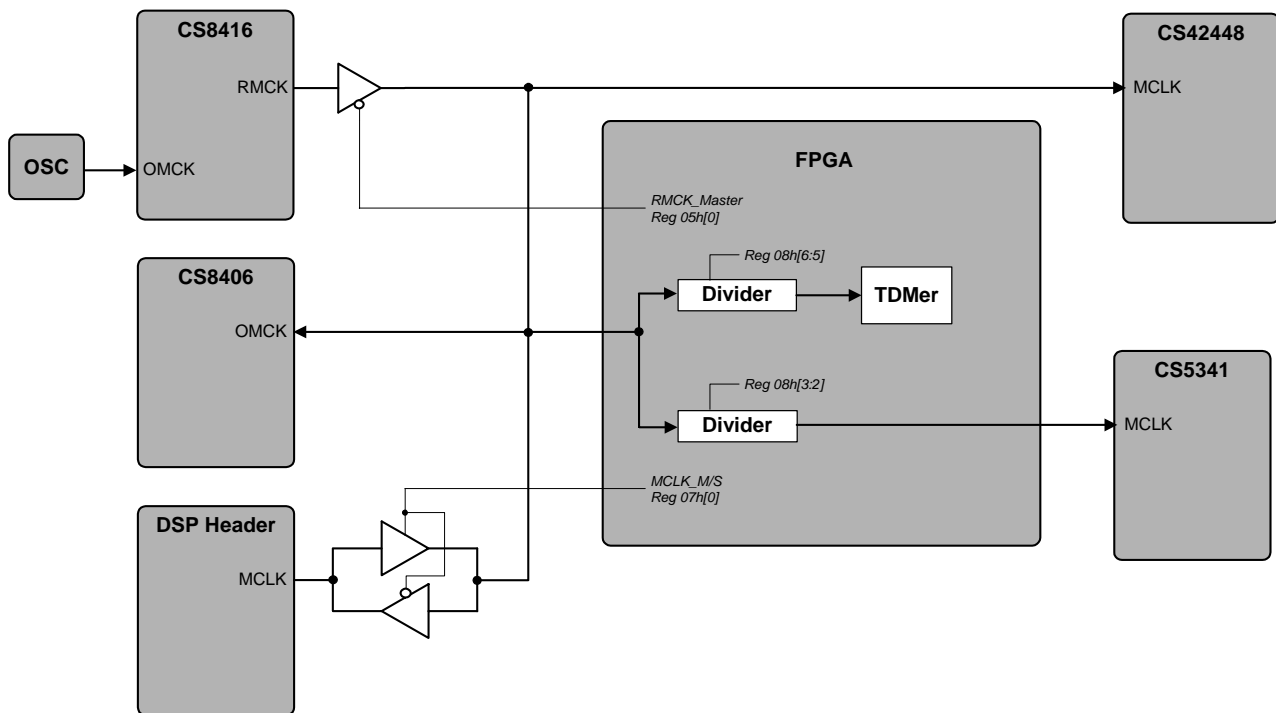 CS8416
RMCK
OSC
OMCK
CS42448
MCLK
FPGA
RMCK_Master
Reg 05h[0]
Reg 08h[6:5]
Divider
TDMer
CS8406
OMCK
Reg 08h[3:2]
Divider
CS5341
MCLK
MCLK_M/S
Reg 07h[0]
DSP Header
MCLK